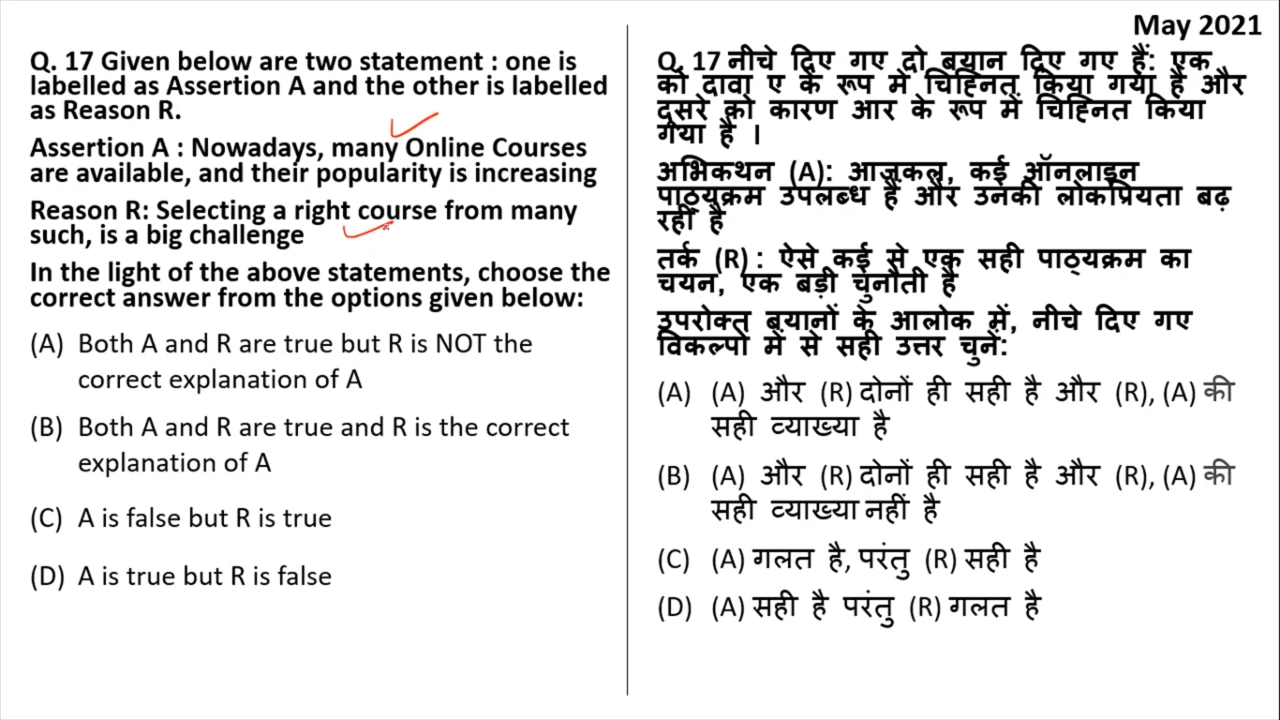 May 2021
Q. 17 Given below are two statement : one is
labelled as Assertion A and the other is labelled
as Reason R.
Assertion A : Nowadays, many Online Courses
are available, and their popularity is increasing
Reason R: Selecting a right course from many
such, is a big challenge
In the light of the above statements, choose the
correct answer from the options given below:
(A) Both A and R are true but R is NOT the
correct explanation of A
(B) Both A and R are true and R is the correct
explanation of A
(C) A is false but R is true
(D) A is true but R is false
Q. 17 नीचे दिए गए दो बयान दिए गए हैं: एक
को दावा ए के रूप में चिह्नित किया गया है और
दूसरे को कारण आर के रूप में चिह्नित किया
गया है ।
अभिकथन (A): आजकल, कई ऑनलाइन
पाठ्यक्रम उपलब्ध हैं और उनकी लोकप्रियता बढ़
रही है
तर्क (R) : ऐसे कई से एक सही पाठ्यक्रम का
चयन, एक बड़ी चुनौती है
उपरोक्त बयानों के आलोक में, नीचे दिए गए
विकल्पों में से सही उत्तर चुनें:
(A) (A) और (R) दोनों ही सही है और (R), (A) की
सही व्याख्या है
(B) (A) और (R) दोनों ही सही है और (R), (A) की
सही व्याख्या नहीं है
(C) (A) गलत है, परंतु (R) सही है
(D) (A) सही है परंतु (R) गलत है